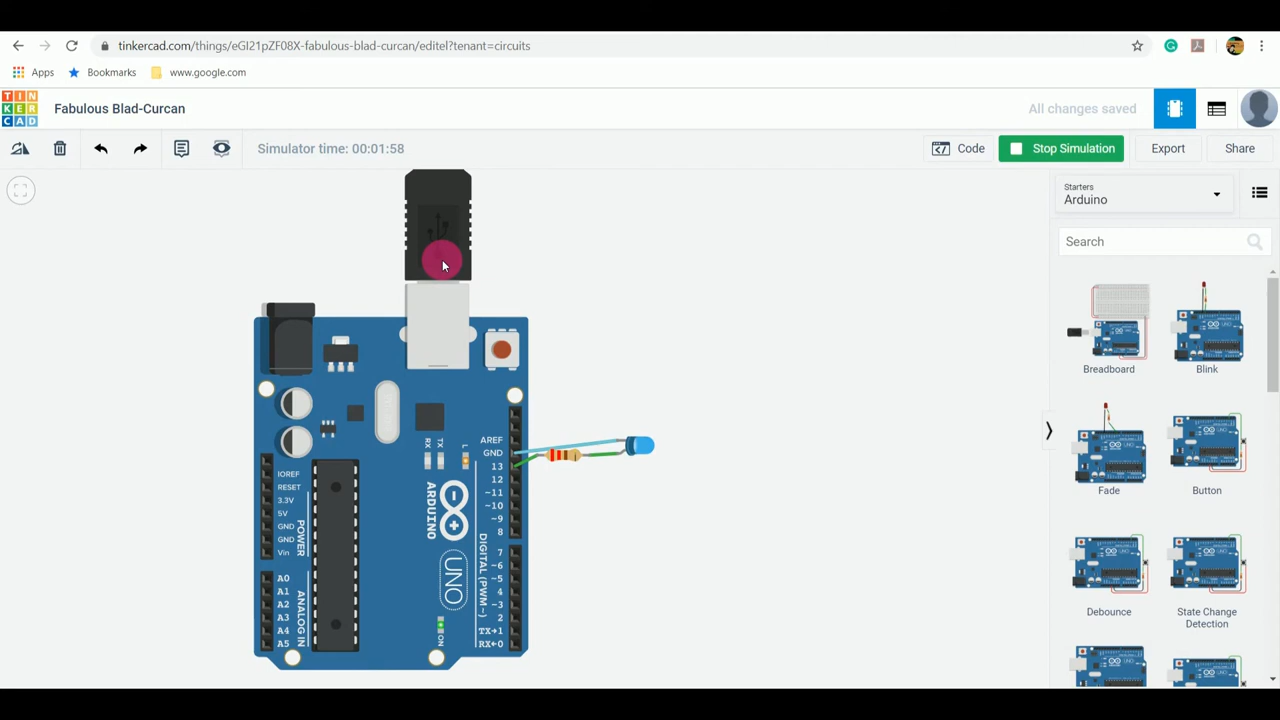 tinkercad.com/things/eGI21pZF08X-fabulous-blad-curcan/editel?tenant=circuits
Apps
Bookmarks
www.google.com
TIN
KER
CAD
Fabulous Blad-Curcan
All changes saved
Simulator time: 00:01:58
Code
Stop Simulation
Export
Share
Starters
Arduino
Search
Breadboard
Blink
Fade
Button
Debounce
State Change
Detection
RX
TX
L
AREF
GND
13
12
~11
~10
~9
8
7
~6
~5
4
~3
2
TX→1
RX←0
DIGITAL (PWM~)
ARDUINO
UNO
ON
IOREF
RESET
3.3V
5V
GND
GND
Vin
POWER
A0
A1
A2
A3
A4
A5
ANALOG IN